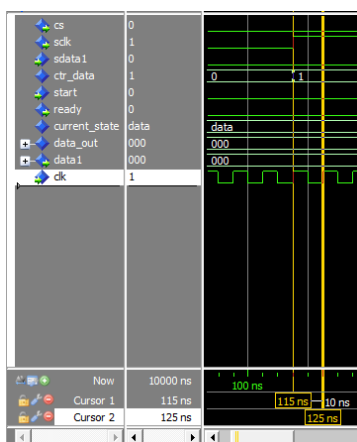 cs 0
sclk 1
sdata1 0
ctr_data 1 0 1
start 0
ready 0
current_state data data
data_out 000 000
data1 000 000
clk 1
Now 10000 ns 100 ns
Cursor 1 115 ns 115 ns 10 ns
Cursor 2 125 ns 125 ns